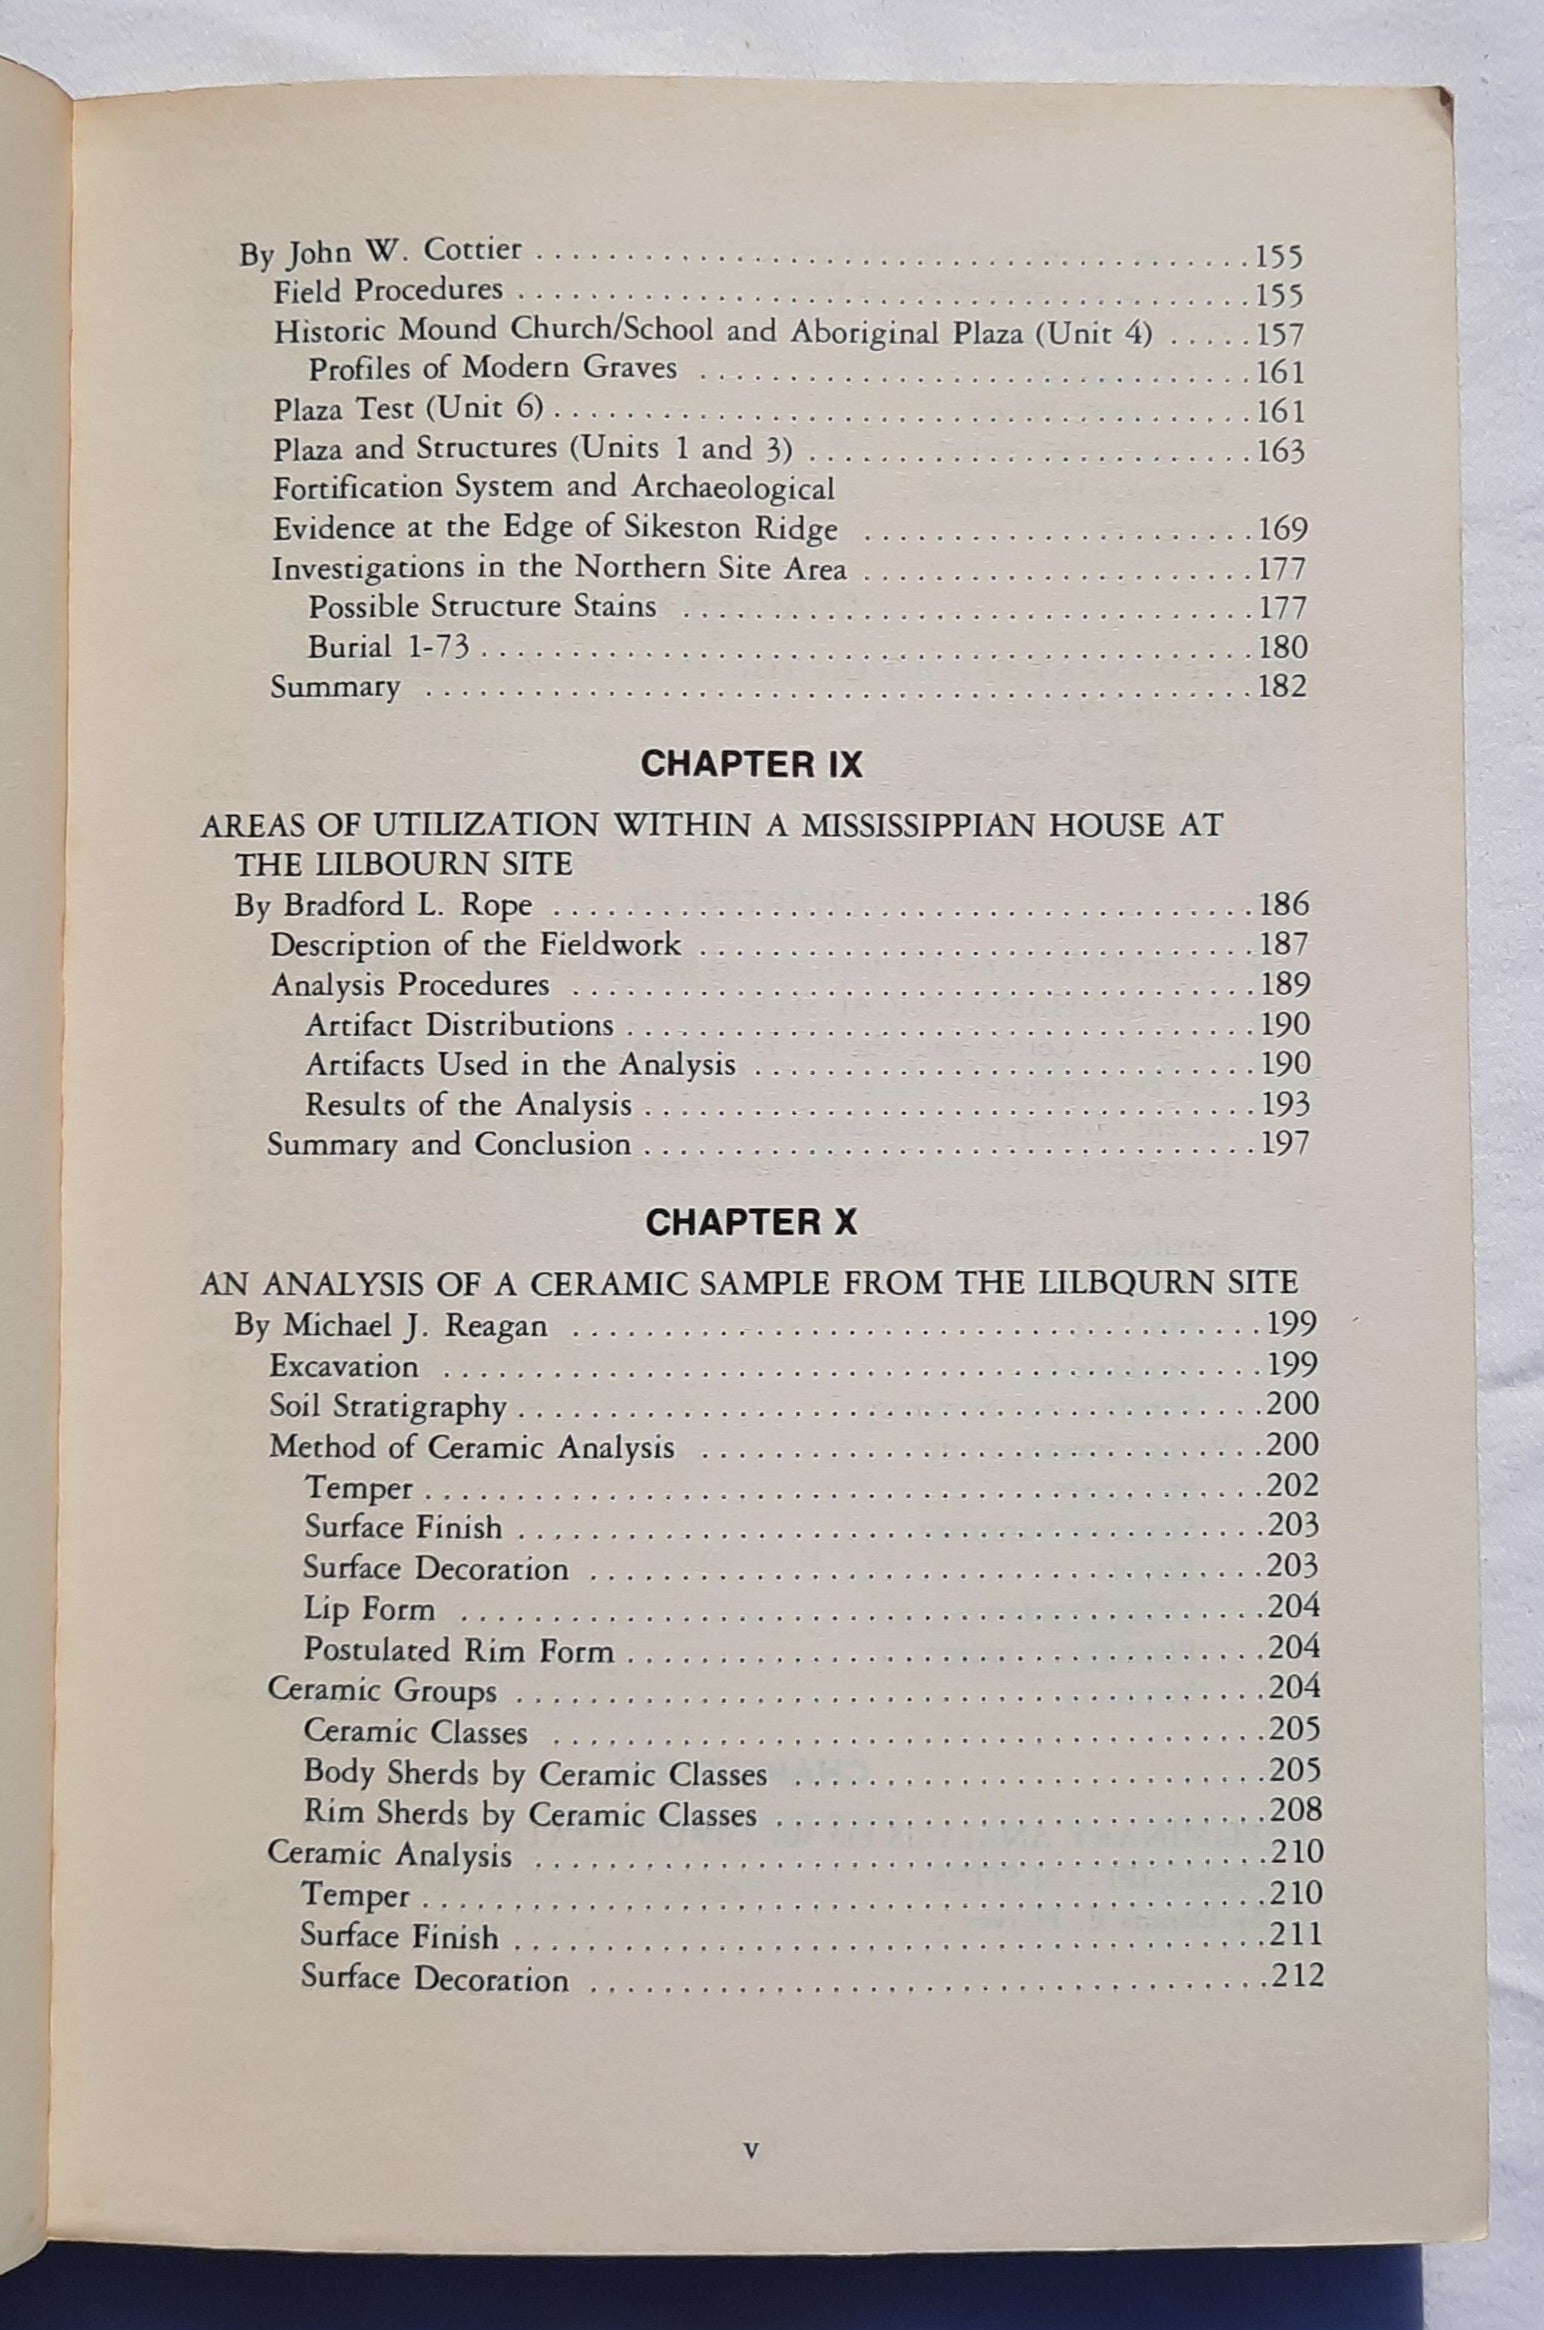 By John W. Cottier . . . . . . . . . . . . . . . . . . . . . . . . . . . . . . . . . . . . . . . 155
Field Procedures . . . . . . . . . . . . . . . . . . . . . . . . . . . . . . . . . . . . . . . . 155
Historic Mound Church/School and Aboriginal Plaza (Unit 4) . . . . . 157
Profiles of Modern Graves . . . . . . . . . . . . . . . . . . . . . . . . . . . . . . 161
Plaza Test (Unit 6) . . . . . . . . . . . . . . . . . . . . . . . . . . . . . . . . . . . . . . 161
Plaza and Structures (Units 1 and 3) . . . . . . . . . . . . . . . . . . . . . . . . 163
Fortification System and Archaeological
Evidence at the Edge of Sikeston Ridge . . . . . . . . . . . . . . . . . . . . . 169
Investigations in the Northern Site Area . . . . . . . . . . . . . . . . . . . . . 177
Possible Structure Stains . . . . . . . . . . . . . . . . . . . . . . . . . . . . . . . 177
Burial 1-73 . . . . . . . . . . . . . . . . . . . . . . . . . . . . . . . . . . . . . . . . . . 180
Summary . . . . . . . . . . . . . . . . . . . . . . . . . . . . . . . . . . . . . . . . . . . . . 182
CHAPTER IX
AREAS OF UTILIZATION WITHIN A MISSISSIPPIAN HOUSE AT
THE LILBOURN SITE
By Bradford L. Rope . . . . . . . . . . . . . . . . . . . . . . . . . . . . . . . . . . . . . . 186
Description of the Fieldwork . . . . . . . . . . . . . . . . . . . . . . . . . . . . . . 187
Analysis Procedures . . . . . . . . . . . . . . . . . . . . . . . . . . . . . . . . . . . . . 189
Artifact Distributions . . . . . . . . . . . . . . . . . . . . . . . . . . . . . . . . . . 190
Artifacts Used in the Analysis . . . . . . . . . . . . . . . . . . . . . . . . . . . 190
Results of the Analysis . . . . . . . . . . . . . . . . . . . . . . . . . . . . . . . . . 193
Summary and Conclusion . . . . . . . . . . . . . . . . . . . . . . . . . . . . . . . . . 197
CHAPTER X
AN ANALYSIS OF A CERAMIC SAMPLE FROM THE LILBQURN SITE
By Michael J. Reagan . . . . . . . . . . . . . . . . . . . . . . . . . . . . . . . . . . . . . 199
Excavation . . . . . . . . . . . . . . . . . . . . . . . . . . . . . . . . . . . . . . . . . . . . 199
Soil Stratigraphy . . . . . . . . . . . . . . . . . . . . . . . . . . . . . . . . . . . . . . . . 200
Method of Ceramic Analysis . . . . . . . . . . . . . . . . . . . . . . . . . . . . . . 200
Temper . . . . . . . . . . . . . . . . . . . . . . . . . . . . . . . . . . . . . . . . . . . . . 202
Surface Finish . . . . . . . . . . . . . . . . . . . . . . . . . . . . . . . . . . . . . . . . 203
Surface Decoration . . . . . . . . . . . . . . . . . . . . . . . . . . . . . . . . . . . . 203
Lip Form . . . . . . . . . . . . . . . . . . . . . . . . . . . . . . . . . . . . . . . . . . . 204
Postulated Rim Form . . . . . . . . . . . . . . . . . . . . . . . . . . . . . . . . . . 204
Ceramic Groups . . . . . . . . . . . . . . . . . . . . . . . . . . . . . . . . . . . . . . . . 204
Ceramic Classes . . . . . . . . . . . . . . . . . . . . . . . . . . . . . . . . . . . . . . 205
Body Sherds by Ceramic Classes . . . . . . . . . . . . . . . . . . . . . . . . . 205
Rim Sherds by Ceramic Classes . . . . . . . . . . . . . . . . . . . . . . . . . . 208
Ceramic Analysis . . . . . . . . . . . . . . . . . . . . . . . . . . . . . . . . . . . . . . . 210
Temper . . . . . . . . . . . . . . . . . . . . . . . . . . . . . . . . . . . . . . . . . . . . . 210
Surface Finish . . . . . . . . . . . . . . . . . . . . . . . . . . . . . . . . . . . . . . . . 211
Surface Decoration . . . . . . . . . . . . . . . . . . . . . . . . . . . . . . . . . . . . 212
v